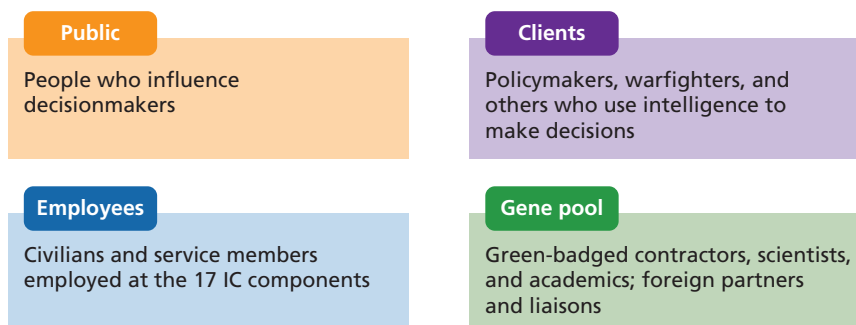 Public
People who influence
decisionmakers
Clients
Policymakers, warfighters, and
others who use intelligence to
make decisions
Employees
Civilians and service members
employed at the 17 IC components
Gene pool
Green-badged contractors, scientists,
and academics; foreign partners
and liaisons